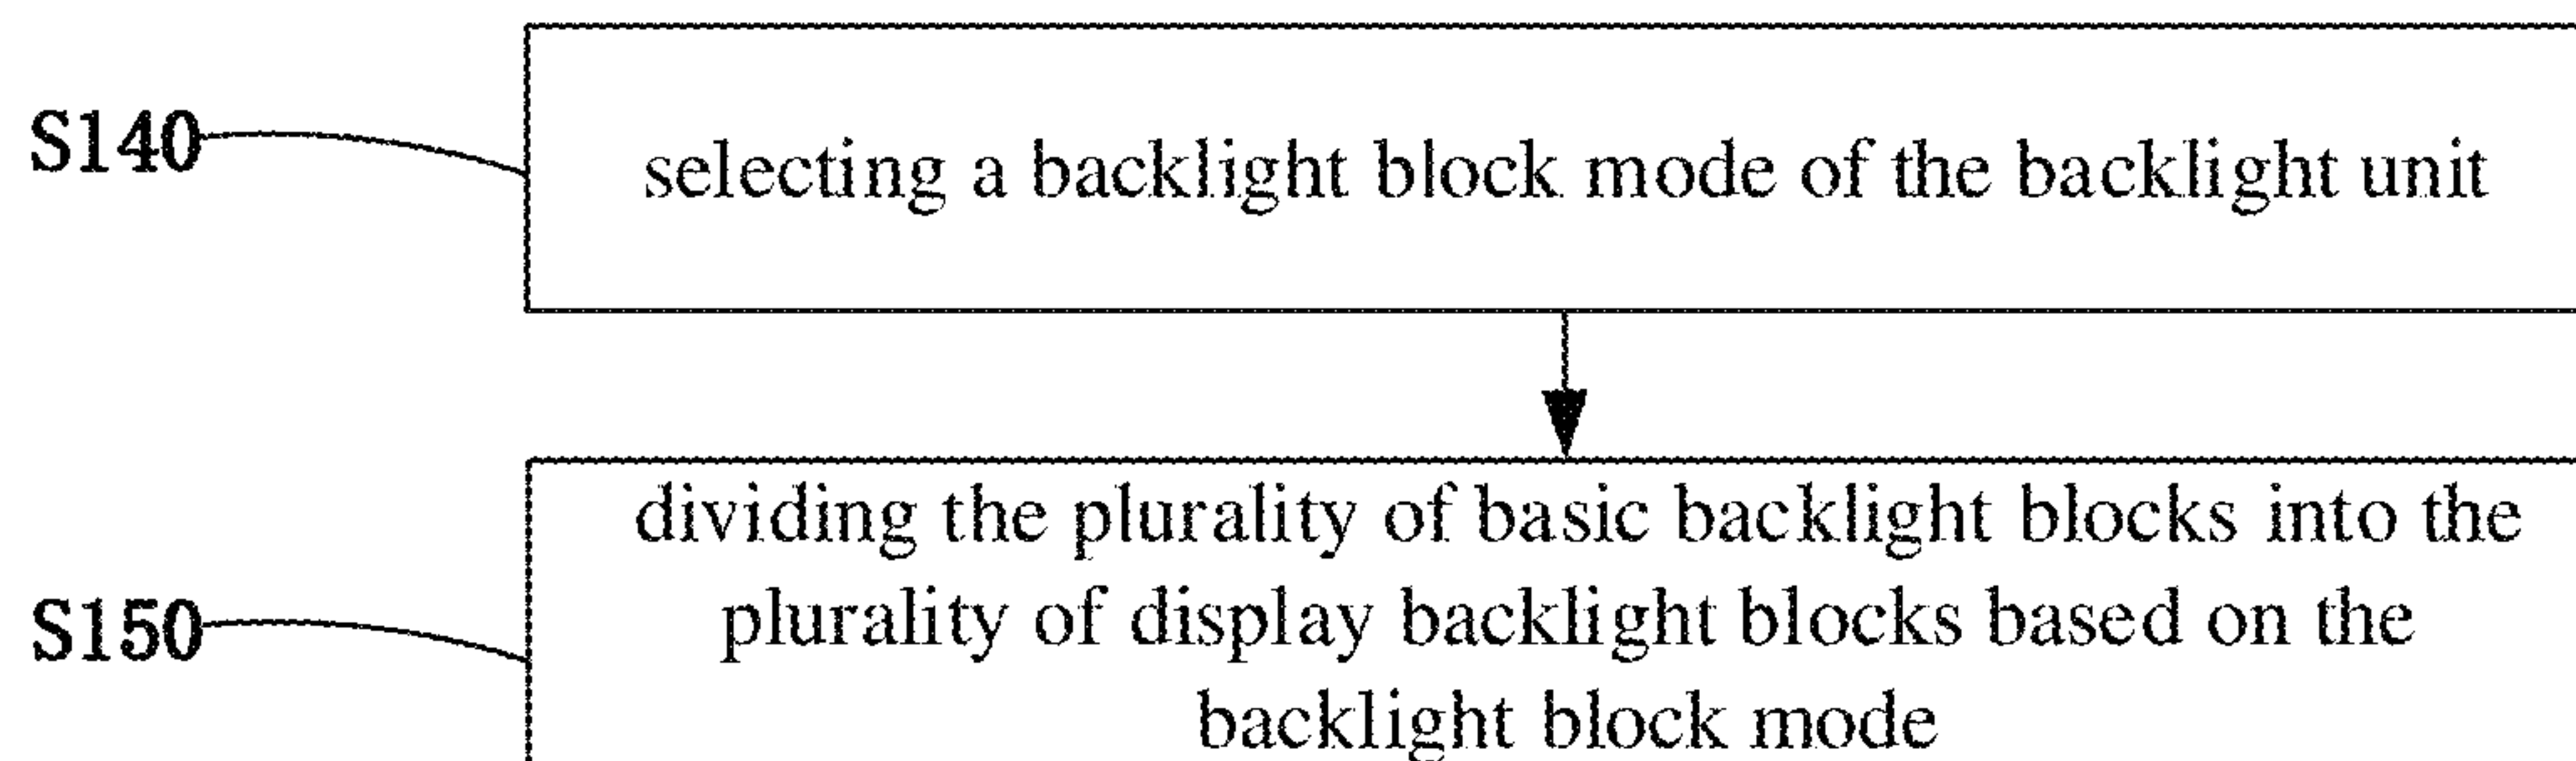 S140
selecting a backlight block mode of the backlight unit
S150
dividing the plurality of basic backlight blocks into the
plurality of display backlight blocks based on the
backlight block mode